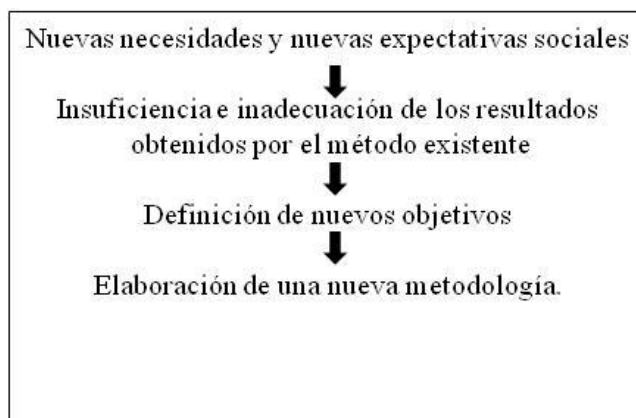 Nuevas necesidades y nuevas expectativas sociales
Insuficiencia e inadecuación de los resultados
obtenidos por el método existente
Definición de nuevos objetivos
Elaboración de una nueva metodología.